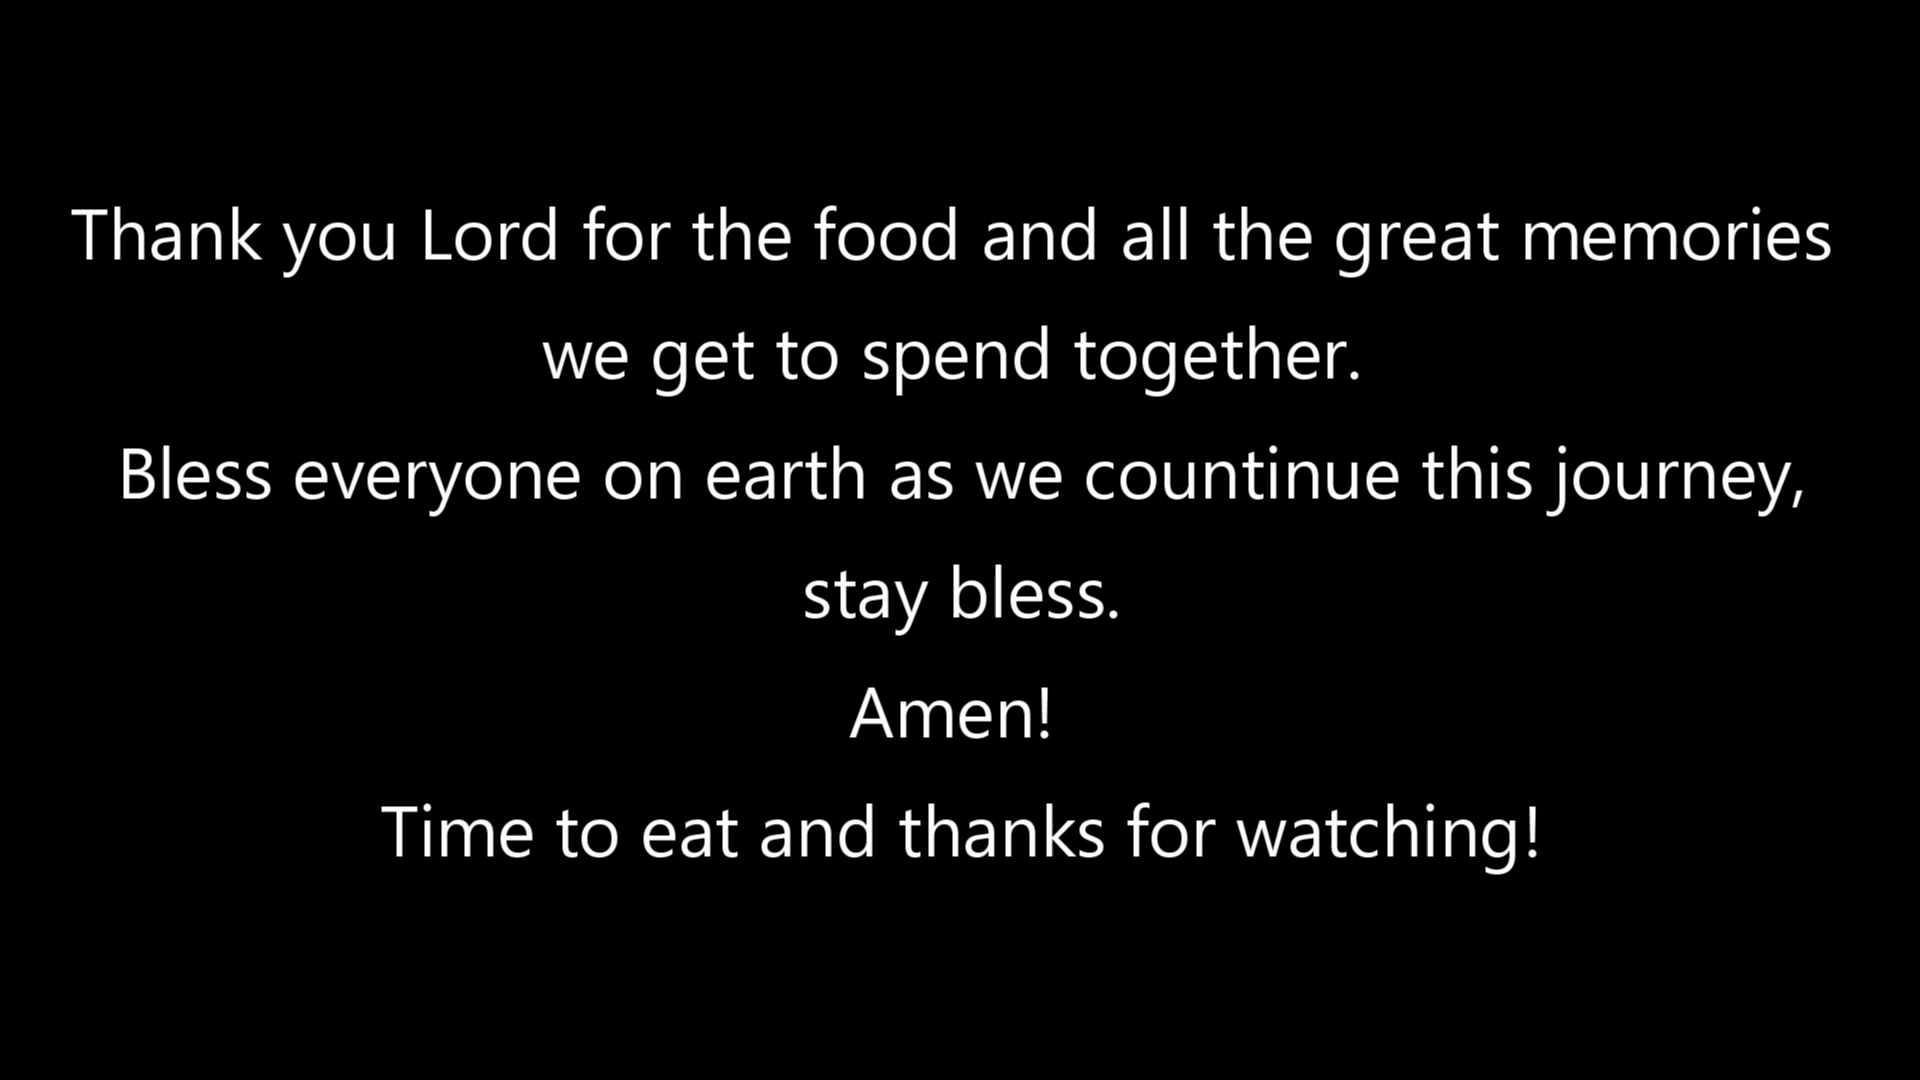 Thank you Lord for the food and all the great memories
we get to spend together.
Bless everyone on earth as we countinue this journey,
stay bless.
Amen!
Time to eat and thanks for watching!